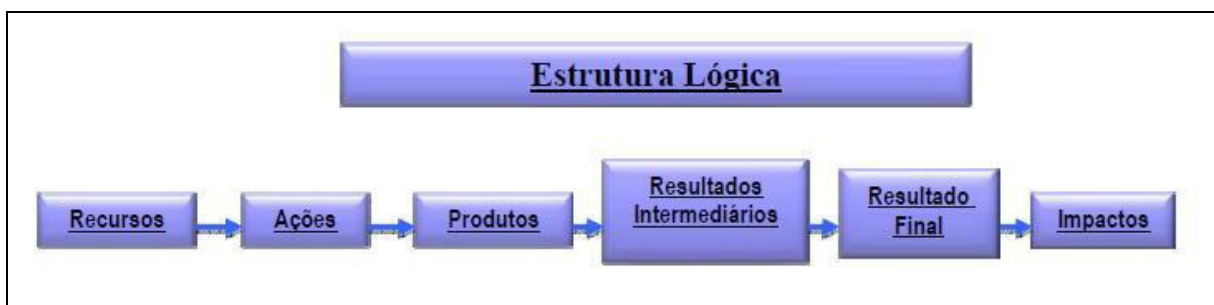 Estrutura Lógica
Recursos
Ações
Produtos
Resultados
Intermediários
Resultado
Final
Impactos